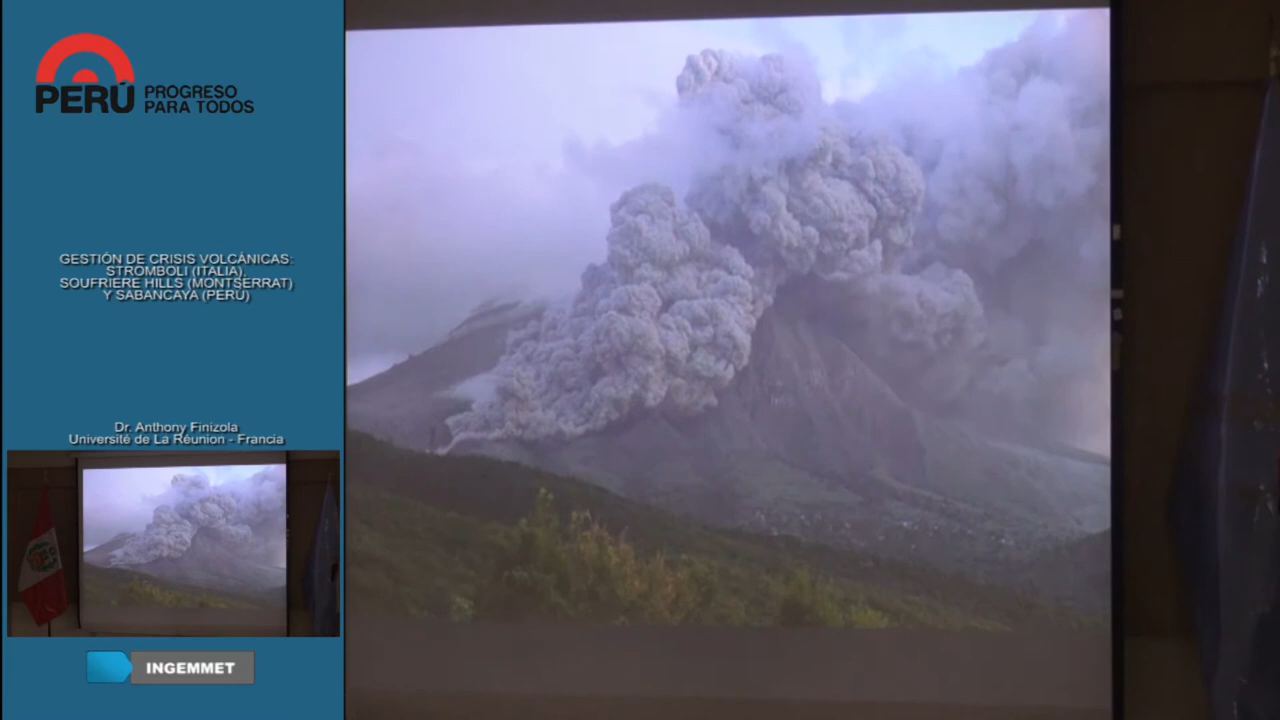 PERÚ
PROGRESO
PARA TODOS
GESTIÓN DE CRISIS VOLCÁNICAS:
STROMBOLI (ITALIA),
SOUFRIERE HILLS (MONTSERRAT)
Y SABANCAYA (PERÚ)
Dr. Anthony Finizola
Université de La Réunion - Francia
INGEMMET